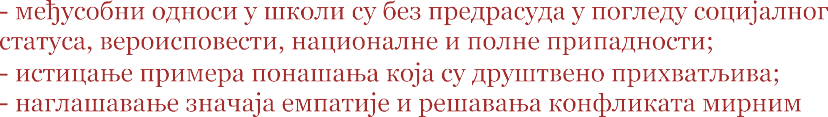 - међусобни односи у школи су без предрасуда у погледу социјалног
статуса, вероисповести, националне и полне припадности;
- истицање примера понашања која су друштвено прихватљива;
- наглашавање значаја емпатије и решавања конфликата мирним